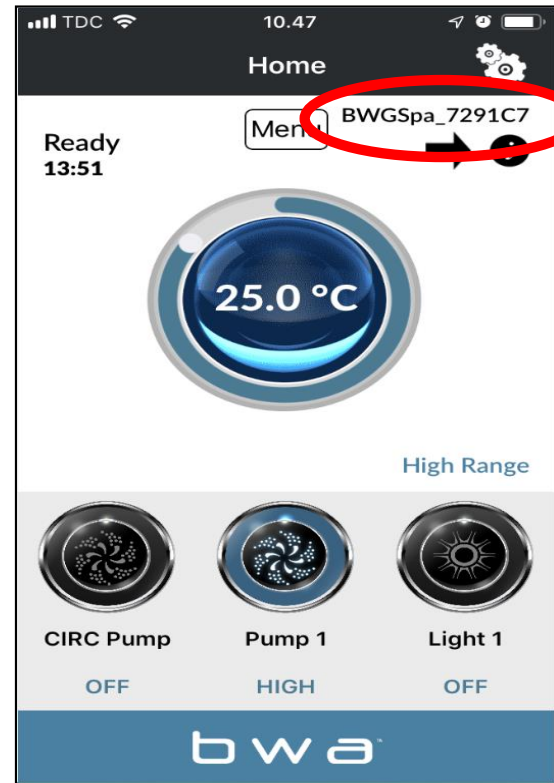 TDC 10.47
Home
Menu BWGSpa_7291C7
Ready
13:51
25.0 °C
High Range
CIRC Pump Pump 1 Light 1
OFF HIGH OFF
bwa